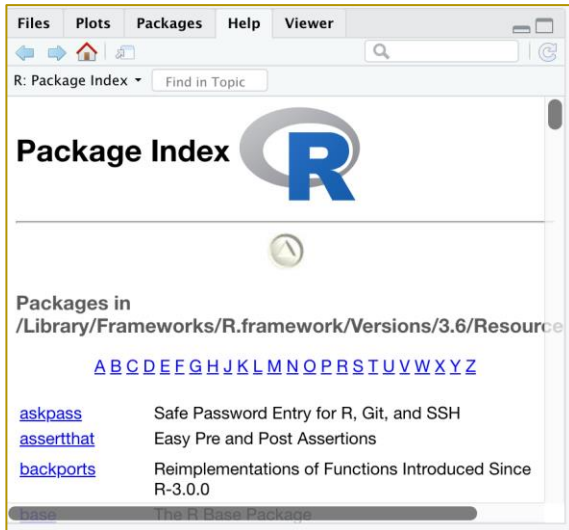 Files Plots Packages Help Viewer
R: Package Index Find in Topic
Package Index R
Packages in
/Library/Frameworks/R.framework/Versions/3.6/Resource
A B C D E F G H J K L M N O P R S T U V W X Y Z
askpass Safe Password Entry for R, Git, and SSH
assertthat Easy Pre and Post Assertions
backports Reimplementations of Functions Introduced Since
R-3.0.0
base The R Base Package